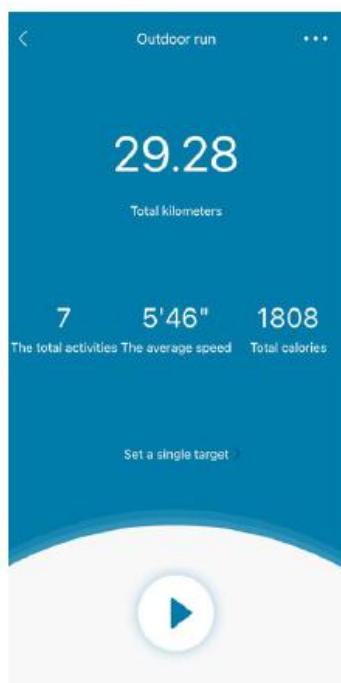 Outdoor run
29.28
Total kilometers
7 5'46" 1808
The total activities The average speed Total calories
Set a single target